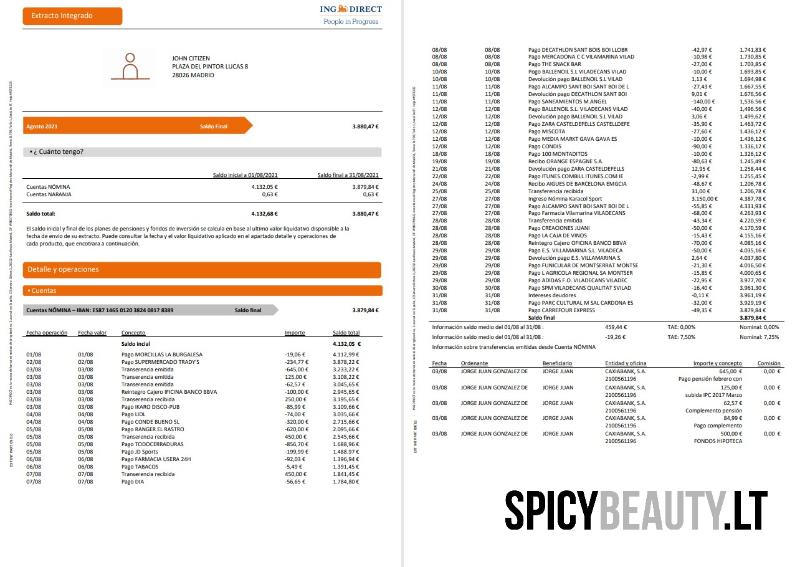 Extracto Integrado
ING DIRECT
People in Progress
JOHN CITIZEN
PLAZA DEL PINTOR LUCAS 8
28026 MADRID
Agosto 2021 Saldo Final 3.880,47 €
• ¿ Cuánto tengo?
Saldo inicial a 01/08/2021 Saldo final a 31/08/2021
Cuentas NÓMINA 4.132,05 € 3.879,84 €
Cuentas NARANJA 0,63 € 0,63 €
Saldo total: 4.132,68 € 3.880,47 €
El saldo inicial y final de los planes de pensiones y fondos de inversión se calcula en base al ultimo valor liquidativo disponible a la
fecha de envio de su extracto. Puede consultar la fecha y el valor liquidativo aplicado en el apartado detalle y operaciones de
cada producto, que encontrara a continuación.
Detalle y operaciones
• Cuentas
Cuentas NÓMINA – IBAN: ES87 1465 0120 3824 0817 8389 Saldo final 3.879,84 €
Fecha operación Fecha valor Concepto Importe Saldo total
Saldo Incial 4.132,05 €
01/08 01/08 Pago MORCILLAS LA BURGALESA -19,06 € 4.112,99 €
02/08 02/08 Pago SUPERMERCADO TRADY'S -234,77 € 3.878,22 €
03/08 03/08 Transerencia emitida -645,00 € 3.233,22 €
03/08 03/08 Transerencia emitida 125,00 € 3.108,22 €
03/08 03/08 Transerencia emitida -62,57 € 3.045,65 €
03/08 03/08 Reintegro Cajero OFICINA BANCO BBVA -100,00 € 2.945,65 €
03/08 03/08 Transerencia recibida 250,00 € 3.195,65 €
03/08 03/08 Pago IKARO DISCO-PUB -85,99 € 3.109,66 €
04/08 04/08 Pago LIDL -74,00 € 3.035,66 €
04/08 04/08 Pago CONDE BUENO SL -320,00 € 2.715,66 €
05/08 05/08 Pago RANGER EL RASTRO -620,00 € 2.095,66 €
05/08 05/08 Transerencia recibida 450,00 € 2.545,66 €
05/08 05/08 Pago TODOCERRADUROS -856,70 € 1.688,96 €
05/08 05/08 Pago JD Sports -199,99 € 1.488,97 €
06/08 06/08 Pago FARMACIA USERA 24H -92,03 € 1.396,94 €
06/08 06/08 Pago TABACOS -5,49 € 1.391,45 €
07/08 07/08 Transerencia recibida 450,00 € 1.841,45 €
07/08 07/08 Pago DIA -56,65 € 1.784,80 €
08/08 08/08 Pago DECATHLON SANT BOIS BOI LLOBR -42,97 € 1.741,83 €
08/08 08/08 Pago MERCADONA C C VILAMARINA VILAD -10,98 € 1.730,85 €
08/08 08/08 Pago THE SNACK BAR -27,00 € 1.703,85 €
10/08 10/08 Pago BALLENOIL S.L VILADECANS VILAD -10,00 € 1.693,85 €
10/08 10/08 Devolución pago BALLENOIL S.L VILAD 1,13 € 1.694,98 €
11/08 11/08 Pago ALCAMPO SANT BOI SANT BOI DE L -27,43 € 1.667,55 €
11/08 11/08 Devolucion pago DECATHLON SANT BOI 9,01 € 1.676,56 €
11/08 11/08 Pago SANEAMIENTOS M.ANGEL -140,00 € 1.536,56 €
12/08 12/08 Pago BALLENOIL S.L VILADECANS VILAD -40,00 € 1.496,56 €
12/08 12/08 Devolución pago BALLENOIL S.L VILAD 3,06 € 1.499,62 €
12/08 12/08 Pago ZARA CASTELDEFELLS CASTELLDEFE -35,90 € 1.463,72 €
12/08 12/08 Pago MISCOTA -27,60 € 1.436,12 €
12/08 12/08 Pago MEDIA MARKT GAVA GAVA ES -10,00 € 1.426,12 €
12/08 12/08 Pago CONDIS -90,00 € 1.336,12 €
18/08 18/08 Pago 100 MONTADITOS -10,00 € 1.326,12 €
19/08 19/08 Recibo ORANGE ESPAGNE S.A. -80,63 € 1.245,49 €
21/08 21/08 Devolución pago ZARA CASTELLDEFELS 12,95 € 1.258,44 €
22/08 22/08 Pago ITUNES.COMBILL ITUNES.COM IE -2,99 € 1.255,45 €
24/08 24/08 Recibo AIGUES DE BARCELONA EMGCIA -48,67 € 1.206,78 €
25/08 25/08 Transferencia recibida 31,00 € 1.206,78 €
27/08 27/08 Ingreso Nómina Karacol Sport 3.150,00 € 4.387,78 €
27/08 27/08 Pago ALCAMPO SANT BOI SANT BOI DE L -55,85 € 4.331,93 €
27/08 27/08 Pago Farmacia Vilamarina VILADECANS -68,00 € 4.263,93 €
28/08 28/08 Transferencia emitida -43,34 € 4.220,59 €
28/08 28/08 Pago CREACIONES JUANI -50,00 € 4.170,59 €
28/08 28/08 Pago LA CAJA DE VINOS -15,43 € 4.155,16 €
28/08 28/08 Reintegro Cajero OFICINA BANCO BBVA -70,00 € 4.085,16 €
29/08 29/08 Pago E.S. VILLAMARINA S.L. -50,00 € 4.035,16 €
29/08 29/08 Devolución pago E.S. VILLAMARINA S. 2,64 € 4.037,80 €
29/08 29/08 Pago FUNICULAR DE MONTSERRAT MONTSE -21,30 € 4.016,50 €
29/08 29/08 Pago L AGRICOLA REGIONAL SA MONTSER -15,85 € 4.000,65 €
29/08 29/08 Pago ADIDAS F.O. VILADECANS VILADEC -22,95 € 3.977,70 €
30/08 30/08 Pago SPM VILADECANS QUALITAT SVILAD -16,40 € 3.961,30 €
31/08 31/08 Intereses deudores -0,11 € 3.961,19 €
31/08 31/08 Pago PARC CULTURAL M SAL CARDONA ES -32,00 € 3.929,19 €
31/08 31/08 Pago CARREFOUR EXPRESS -49,35 € 3.879,84 €
Saldo final 3.879,84 €
Información saldo medio del 01/08 al 31/08 : 459,44 € TAE: 0,00% Nominal: 0,00%
Información saldo medio del 01/08 al 31/08 : -19,26 € TAE: 7,50% Nominal: 7,25%
Información sobre transferencias emitidas desde Cuenta NÓMINA
Fecha Ordenante Beneficiario Entidad y oficina Importe y concepto Comisión
03/08 JORGE JUAN GONZALEZ DE JORGE JUAN CAXIABANK, S.A. 645,00 € 0,00 €
2100561196 Pago pensión febrero con
03/08 JORGE JUAN GONZALEZ DE JORGE JUAN CAXIABANK, S.A. 125,00 € 0,00 €
2100561196 subida IPC 2017 Marzo
03/08 JORGE JUAN GONZALEZ DE JORGE JUAN CAXIABANK, S.A. 62,57 € 0,00 €
2100561196 Complemento pensión
03/08 JORGE JUAN GONZALEZ DE JORGE JUAN CAXIABANK, S.A. 84,99 € 0,00 €
2100561196 Pago complemento
03/08 JORGE JUAN GONZALEZ DE JORGE JUAN CAXIABANK, S.A. 500,00 € 0,00 €
2100561196 FONDOS HIPOTECA
SPICYBEAUTY.LT